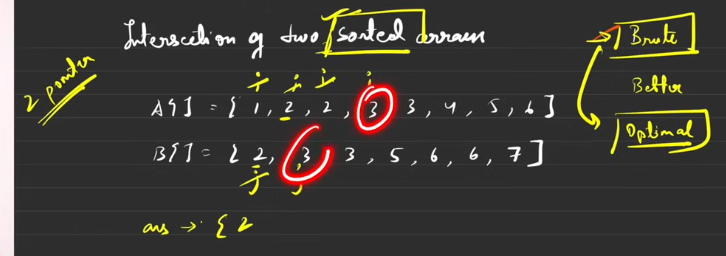 Intersection of two sorted arrays
2 pointer
A[] = { 1, 2, 2, 3, 3, 4, 5, 6 ]
B[] = { 2, 3, 3, 5, 6, 6, 7 ]
ans → { 2
→ Brute
Better
Optimal